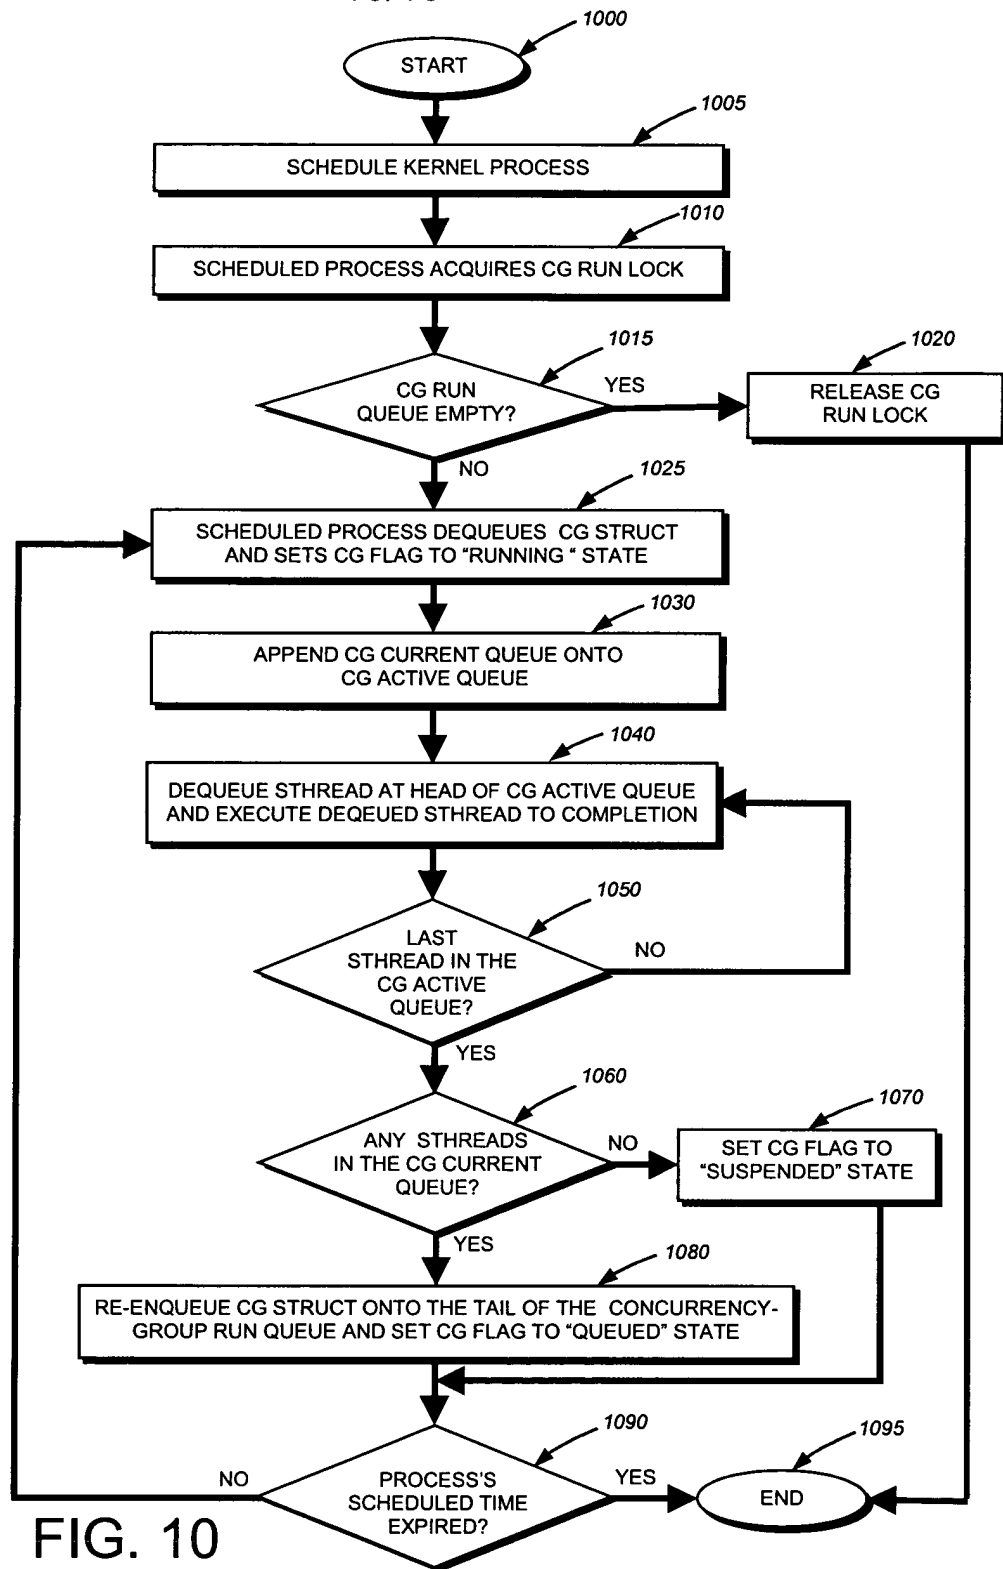 1000
START
1005
SCHEDULE KERNEL PROCESS
1010
SCHEDULED PROCESS ACQUIRES CG RUN LOCK
1015
CG RUN
QUEUE EMPTY?
YES
1020
RELEASE CG
RUN LOCK
NO
1025
SCHEDULED PROCESS DEQUEUES CG STRUCT
AND SETS CG FLAG TO "RUNNING " STATE
1030
APPEND CG CURRENT QUEUE ONTO
CG ACTIVE QUEUE
1040
DEQUEUE STHREAD AT HEAD OF CG ACTIVE QUEUE
AND EXECUTE DEQEUED STHREAD TO COMPLETION
1050
LAST
STHREAD IN THE
CG ACTIVE
QUEUE?
NO
YES
1060
ANY STHREADS
IN THE CG CURRENT
QUEUE?
NO
1070
SET CG FLAG TO
"SUSPENDED" STATE
YES
1080
RE-ENQUEUE CG STRUCT ONTO THE TAIL OF THE CONCURRENCY-
GROUP RUN QUEUE AND SET CG FLAG TO "QUEUED" STATE
1090
PROCESS'S
SCHEDULED TIME
EXPIRED?
NO
YES
1095
END
FIG. 10